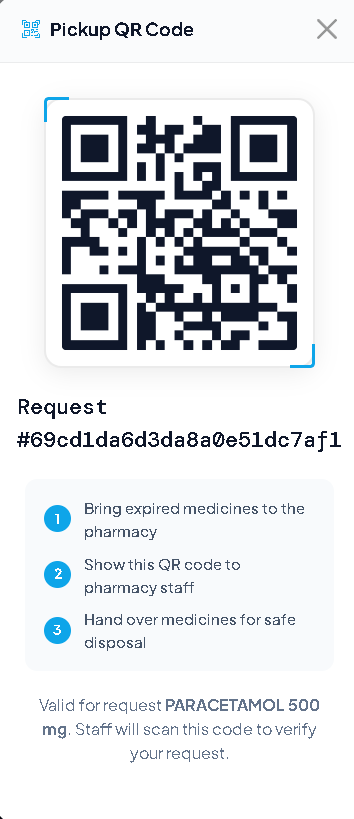 Pickup QR Code
Request
#69cd1da6d3da8a0e51dc7af1
1 Bring expired medicines to the
pharmacy
2 Show this QR code to
pharmacy staff
3 Hand over medicines for safe
disposal
Valid for request PARACETAMOL 500
mg. Staff will scan this code to verify
your request.